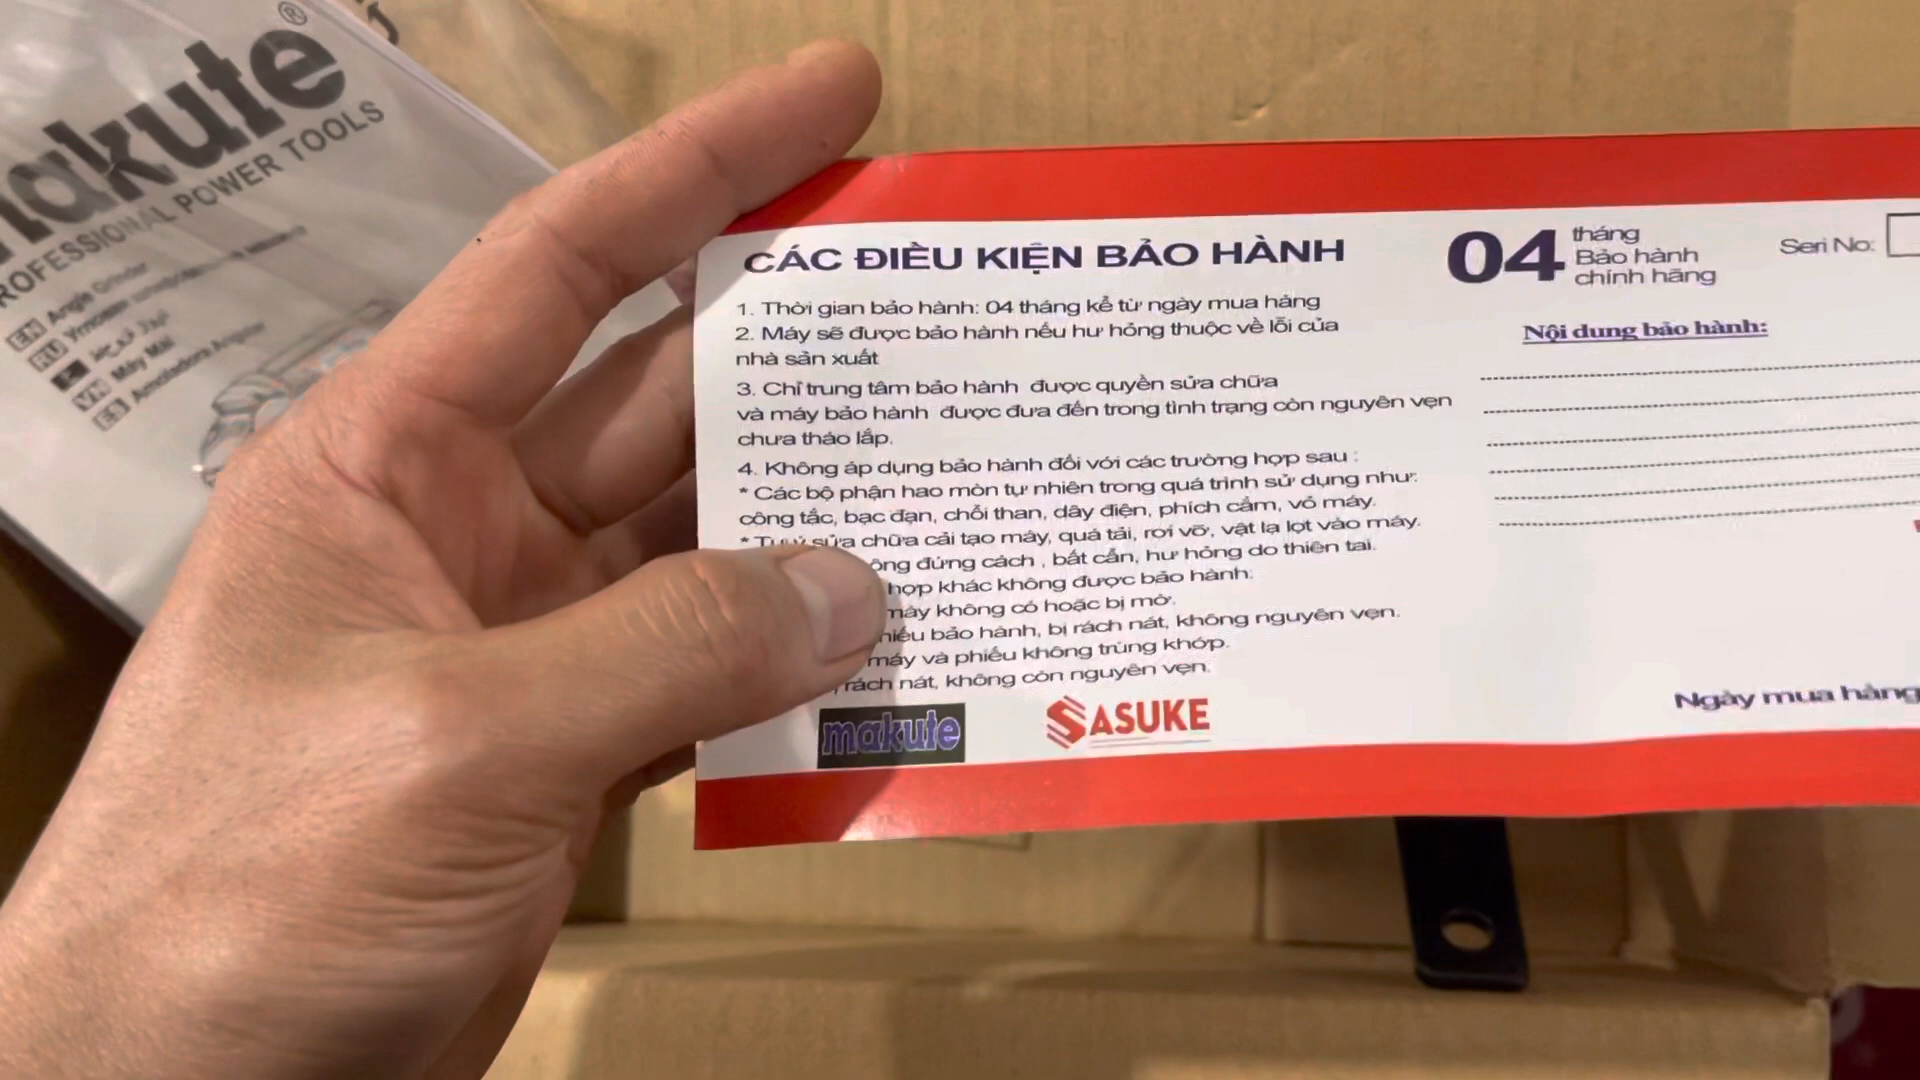 makute®
PROFESSIONAL POWER TOOLS
EN Angle Grinder
RU
VN Máy Mài
ES Amoladora Angular
CÁC ĐIỀU KIỆN BẢO HÀNH
1. Thời gian bảo hành: 04 tháng kể từ ngày mua hàng
2. Máy sẽ được bảo hành nếu hư hỏng thuộc về lỗi của
nhà sản xuất
3. Chỉ trung tâm bảo hành được quyền sửa chữa
và máy bảo hành được đưa đến trong tình trạng còn nguyên vẹn
chưa tháo lắp.
4. Không áp dụng bảo hành đối với các trường hợp sau :
* Các bộ phận hao mòn tự nhiên trong quá trình sử dụng như:
công tắc, bạc đạn, chổi than, dây điện, phích cắm, vỏ máy.
* Tự ý sửa chữa cải tạo máy, quá tải, rơi vỡ, vật lạ lọt vào máy.
ông đúng cách , bất cẩn, hư hỏng do thiên tai.
hợp khác không được bảo hành:
máy không có hoặc bị mờ.
hiếu bảo hành, bị rách nát, không nguyên vẹn.
máy và phiếu không trùng khớp.
rách nát, không còn nguyên vẹn.
makute
SASUKE
04 tháng
Bảo hành
chính hãng
Seri No:
Nội dung bảo hành:
Ngày mua hàng